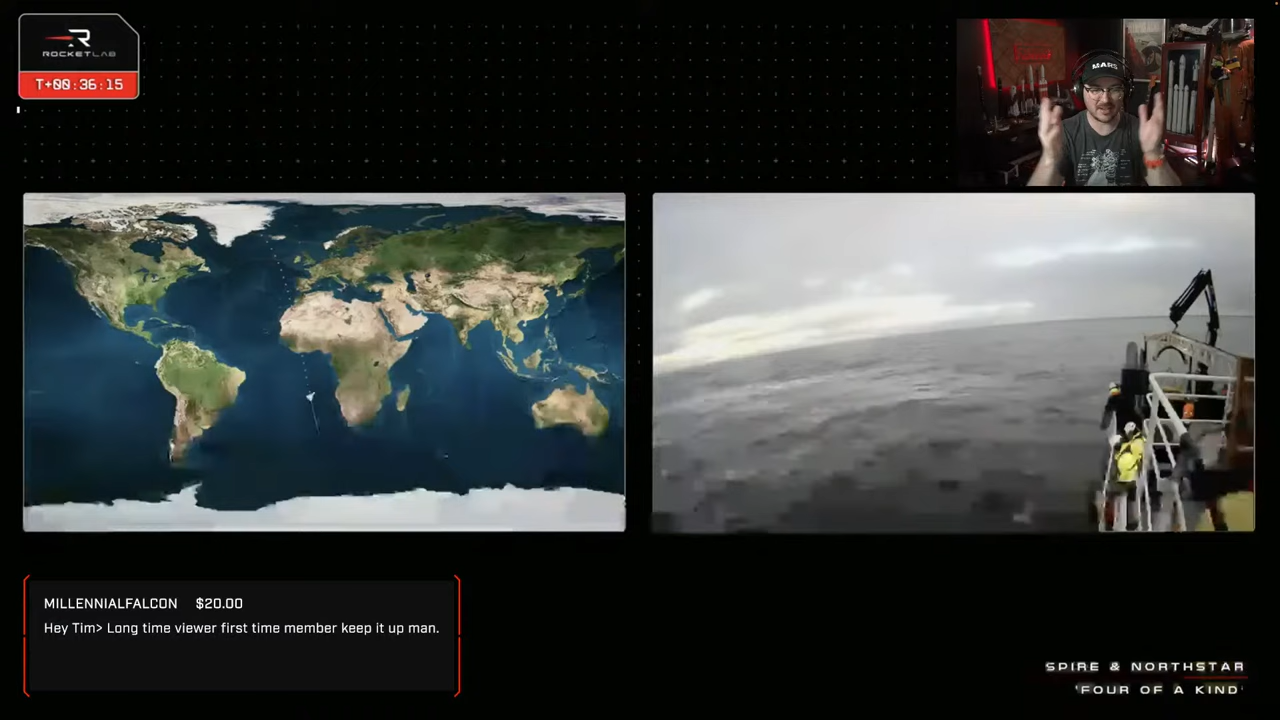 ROCKETLAB
T+00:36:15
MARS
MILLENNIALFALCON $20.00
Hey Tim> Long time viewer first time member keep it up man.
SPIRE & NORTHSTAR
'FOUR OF A KIND'